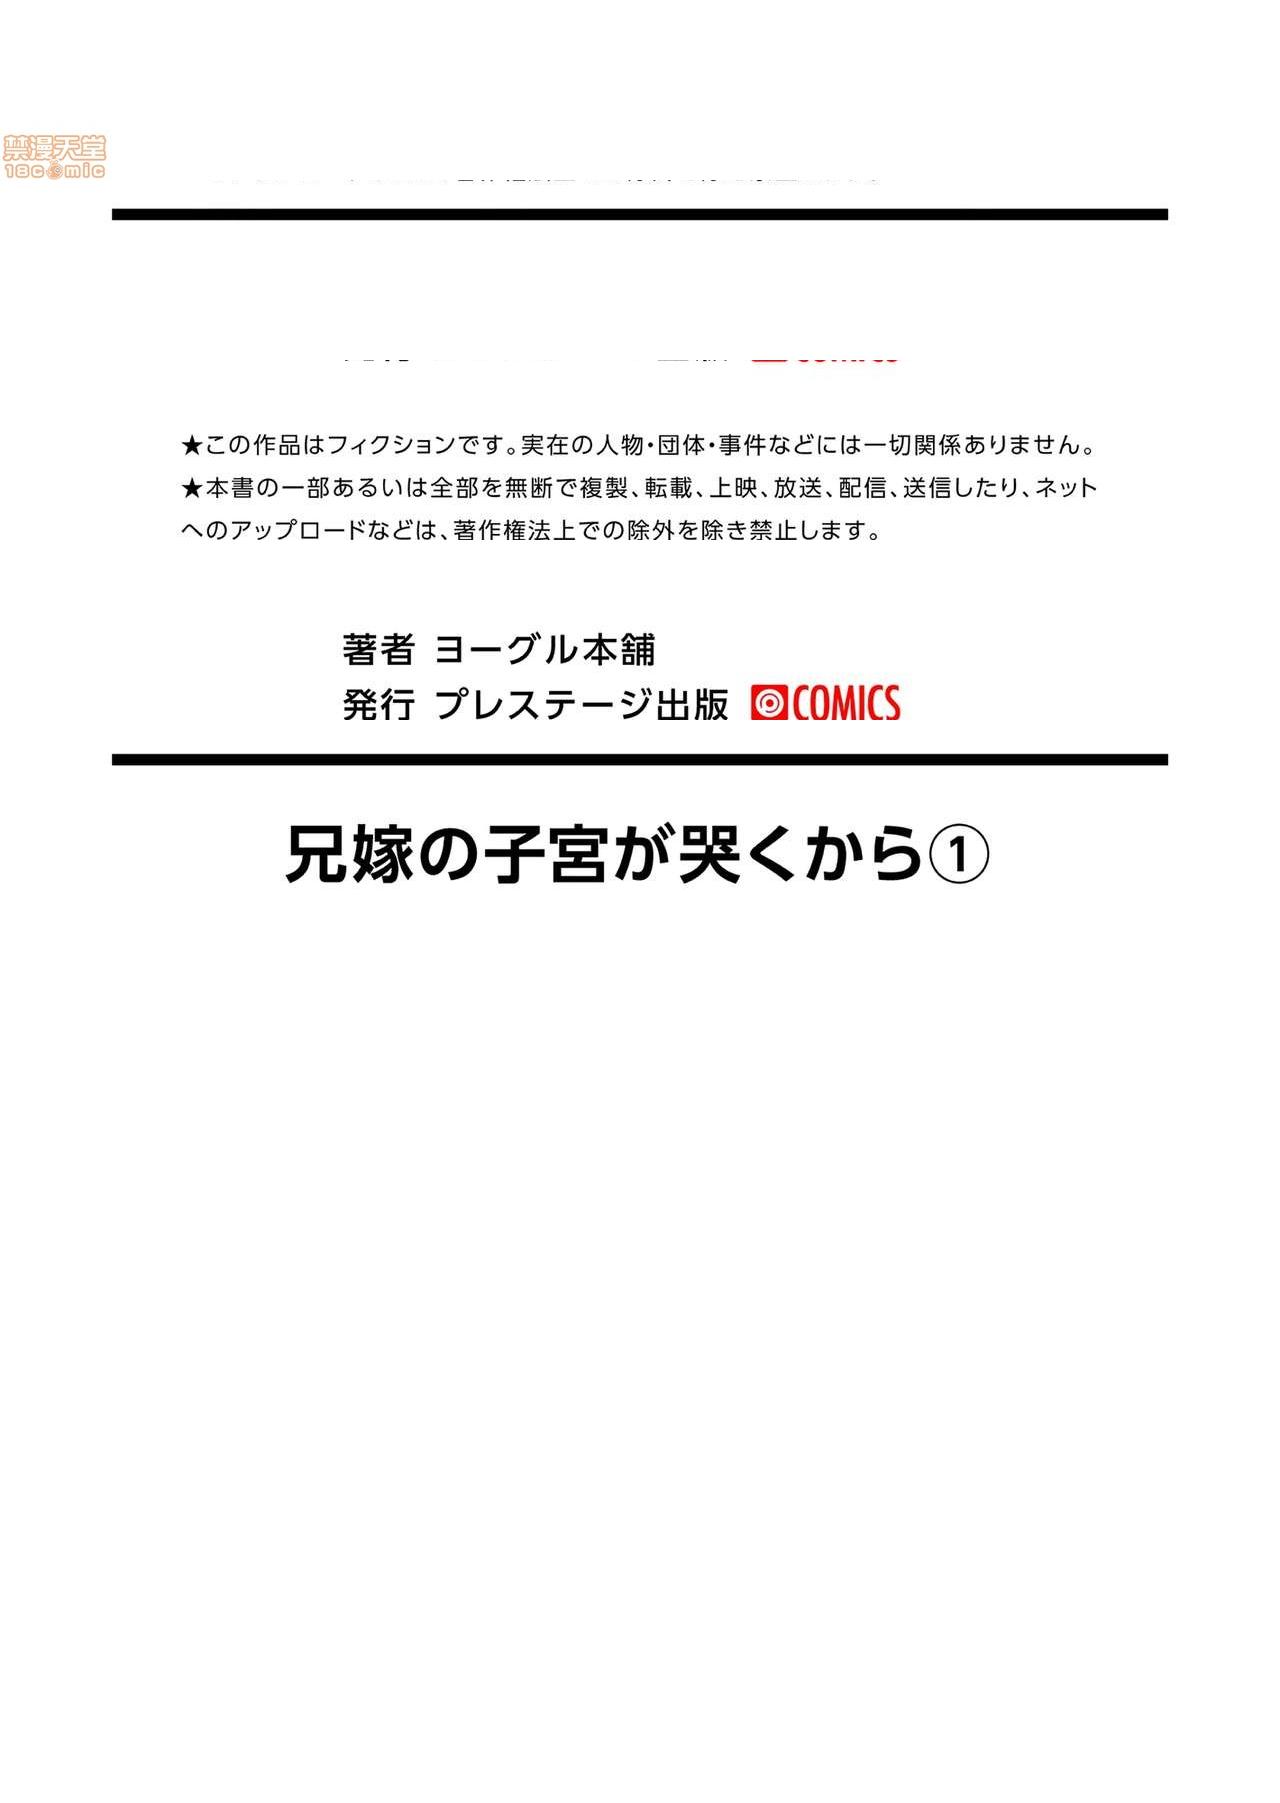 禁漫天堂
18comic
★この作品はフィクションです。実在の人物・団体・事件などには一切関係ありません。
★本書の一部あるいは全部を無断で複製、転載、上映、放送、配信、送信したり、ネット
へのアップロードなどは、著作権法上での除外を除き禁止します。
著者 ヨーグル本舗
発行 プレステージ出版 COMICS
兄嫁の子宮が哭くから①